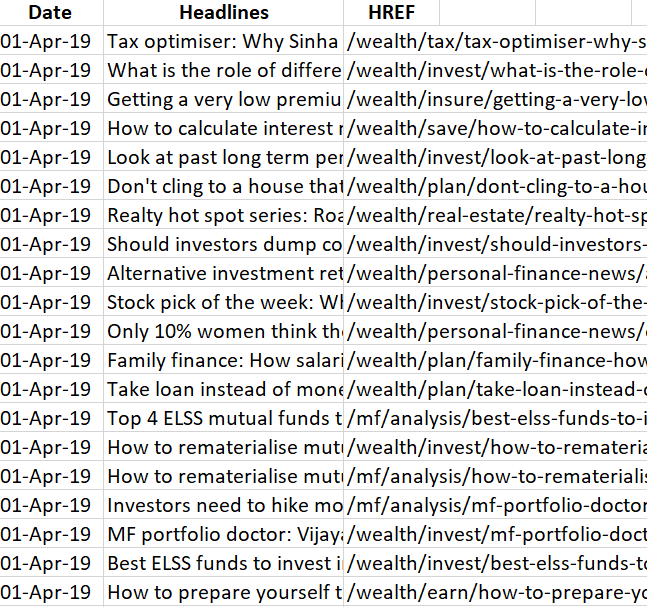 Date Headlines HREF
01-Apr-19 Tax optimiser: Why Sinha /wealth/tax/tax-optimiser-why-s
01-Apr-19 What is the role of differe /wealth/invest/what-is-the-role-
01-Apr-19 Getting a very low premiu /wealth/insure/getting-a-very-lov
01-Apr-19 How to calculate interest r /wealth/save/how-to-calculate-in
01-Apr-19 Look at past long term per /wealth/invest/look-at-past-long
01-Apr-19 Don't cling to a house that /wealth/plan/dont-cling-to-a-hou
01-Apr-19 Realty hot spot series: Roa /wealth/real-estate/realty-hot-sp
01-Apr-19 Should investors dump co /wealth/invest/should-investors-
01-Apr-19 Alternative investment ret /wealth/personal-finance-news/a
01-Apr-19 Stock pick of the week: Wh /wealth/invest/stock-pick-of-the-
01-Apr-19 Only 10% women think the /wealth/personal-finance-news/o
01-Apr-19 Family finance: How salari /wealth/plan/family-finance-how
01-Apr-19 Take loan instead of mone /wealth/plan/take-loan-instead-o
01-Apr-19 Top 4 ELSS mutual funds t /mf/analysis/best-elss-funds-to-i
01-Apr-19 How to rematerialise mutu /wealth/invest/how-to-remateria
01-Apr-19 How to rematerialise mutu /mf/analysis/how-to-rematerialis
01-Apr-19 Investors need to hike mo /mf/analysis/mf-portfolio-doctor
01-Apr-19 MF portfolio doctor: Vijaya /wealth/invest/mf-portfolio-doct
01-Apr-19 Best ELSS funds to invest i /wealth/invest/best-elss-funds-to
01-Apr-19 How to prepare yourself t /wealth/earn/how-to-prepare-yo